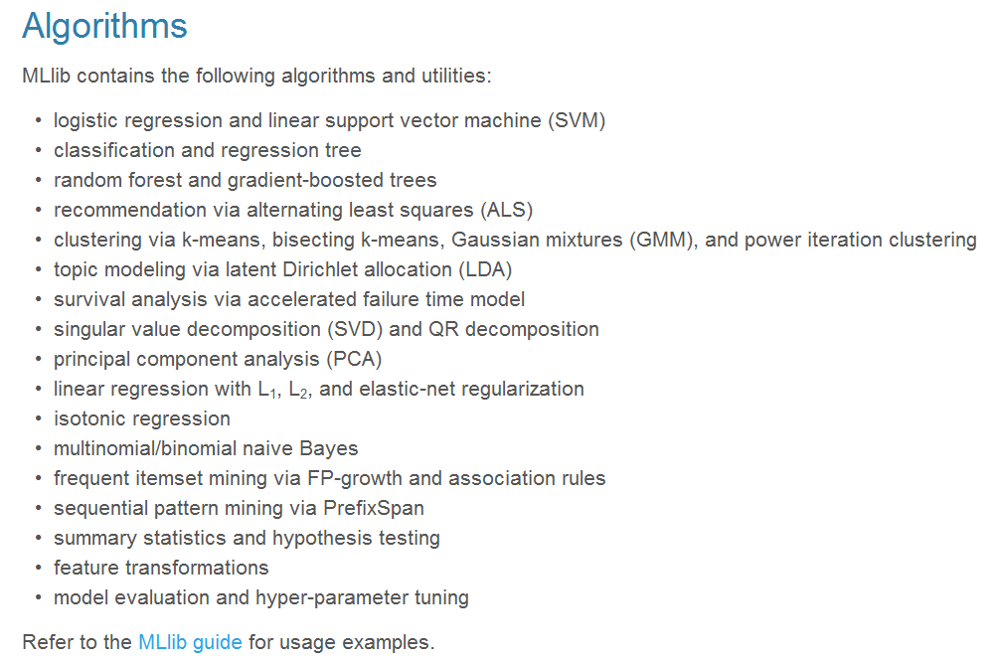 Algorithms
MLlib contains the following algorithms and utilities:
• logistic regression and linear support vector machine (SVM)
• classification and regression tree
• random forest and gradient-boosted trees
• recommendation via alternating least squares (ALS)
• clustering via k-means, bisecting k-means, Gaussian mixtures (GMM), and power iteration clustering
• topic modeling via latent Dirichlet allocation (LDA)
• survival analysis via accelerated failure time model
• singular value decomposition (SVD) and QR decomposition
• principal component analysis (PCA)
• linear regression with L₁, L₂, and elastic-net regularization
• isotonic regression
• multinomial/binomial naive Bayes
• frequent itemset mining via FP-growth and association rules
• sequential pattern mining via PrefixSpan
• summary statistics and hypothesis testing
• feature transformations
• model evaluation and hyper-parameter tuning
Refer to the MLlib guide for usage examples.